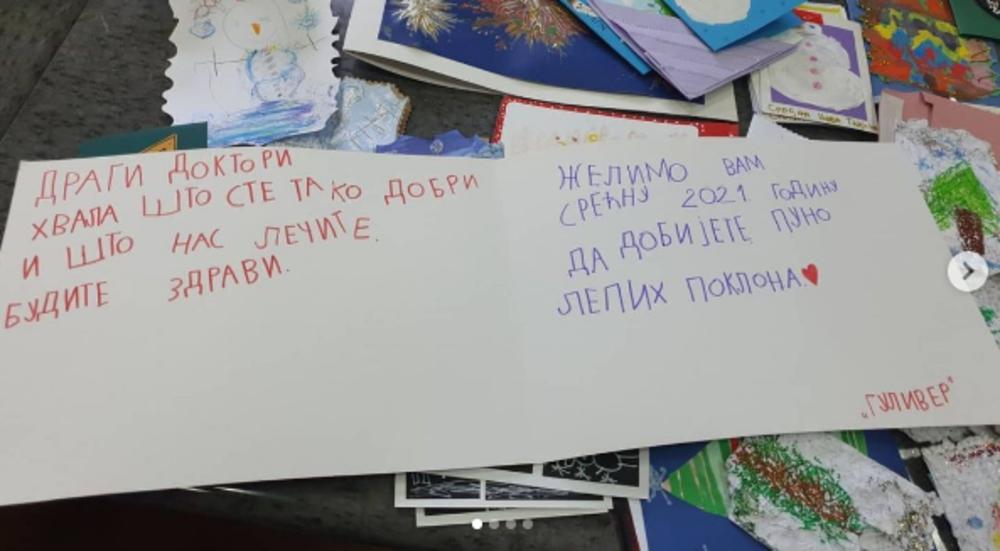 ДРАГИ ДОКТОРИ
ХВАЛА ШТО СТЕ ТАКО ДОБРИ
И ШТО НАС ЛЕЧИТЕ.
БУДИТЕ ЗДРАВИ.
ЖЕЛИМО ВАМ
СРЕЋНУ 2021. ГОДИНУ
ДА ДОБИЈЕТЕ ПУНО
ЛЕПИХ ПОКЛОНА.
„ГУЛИВЕР"